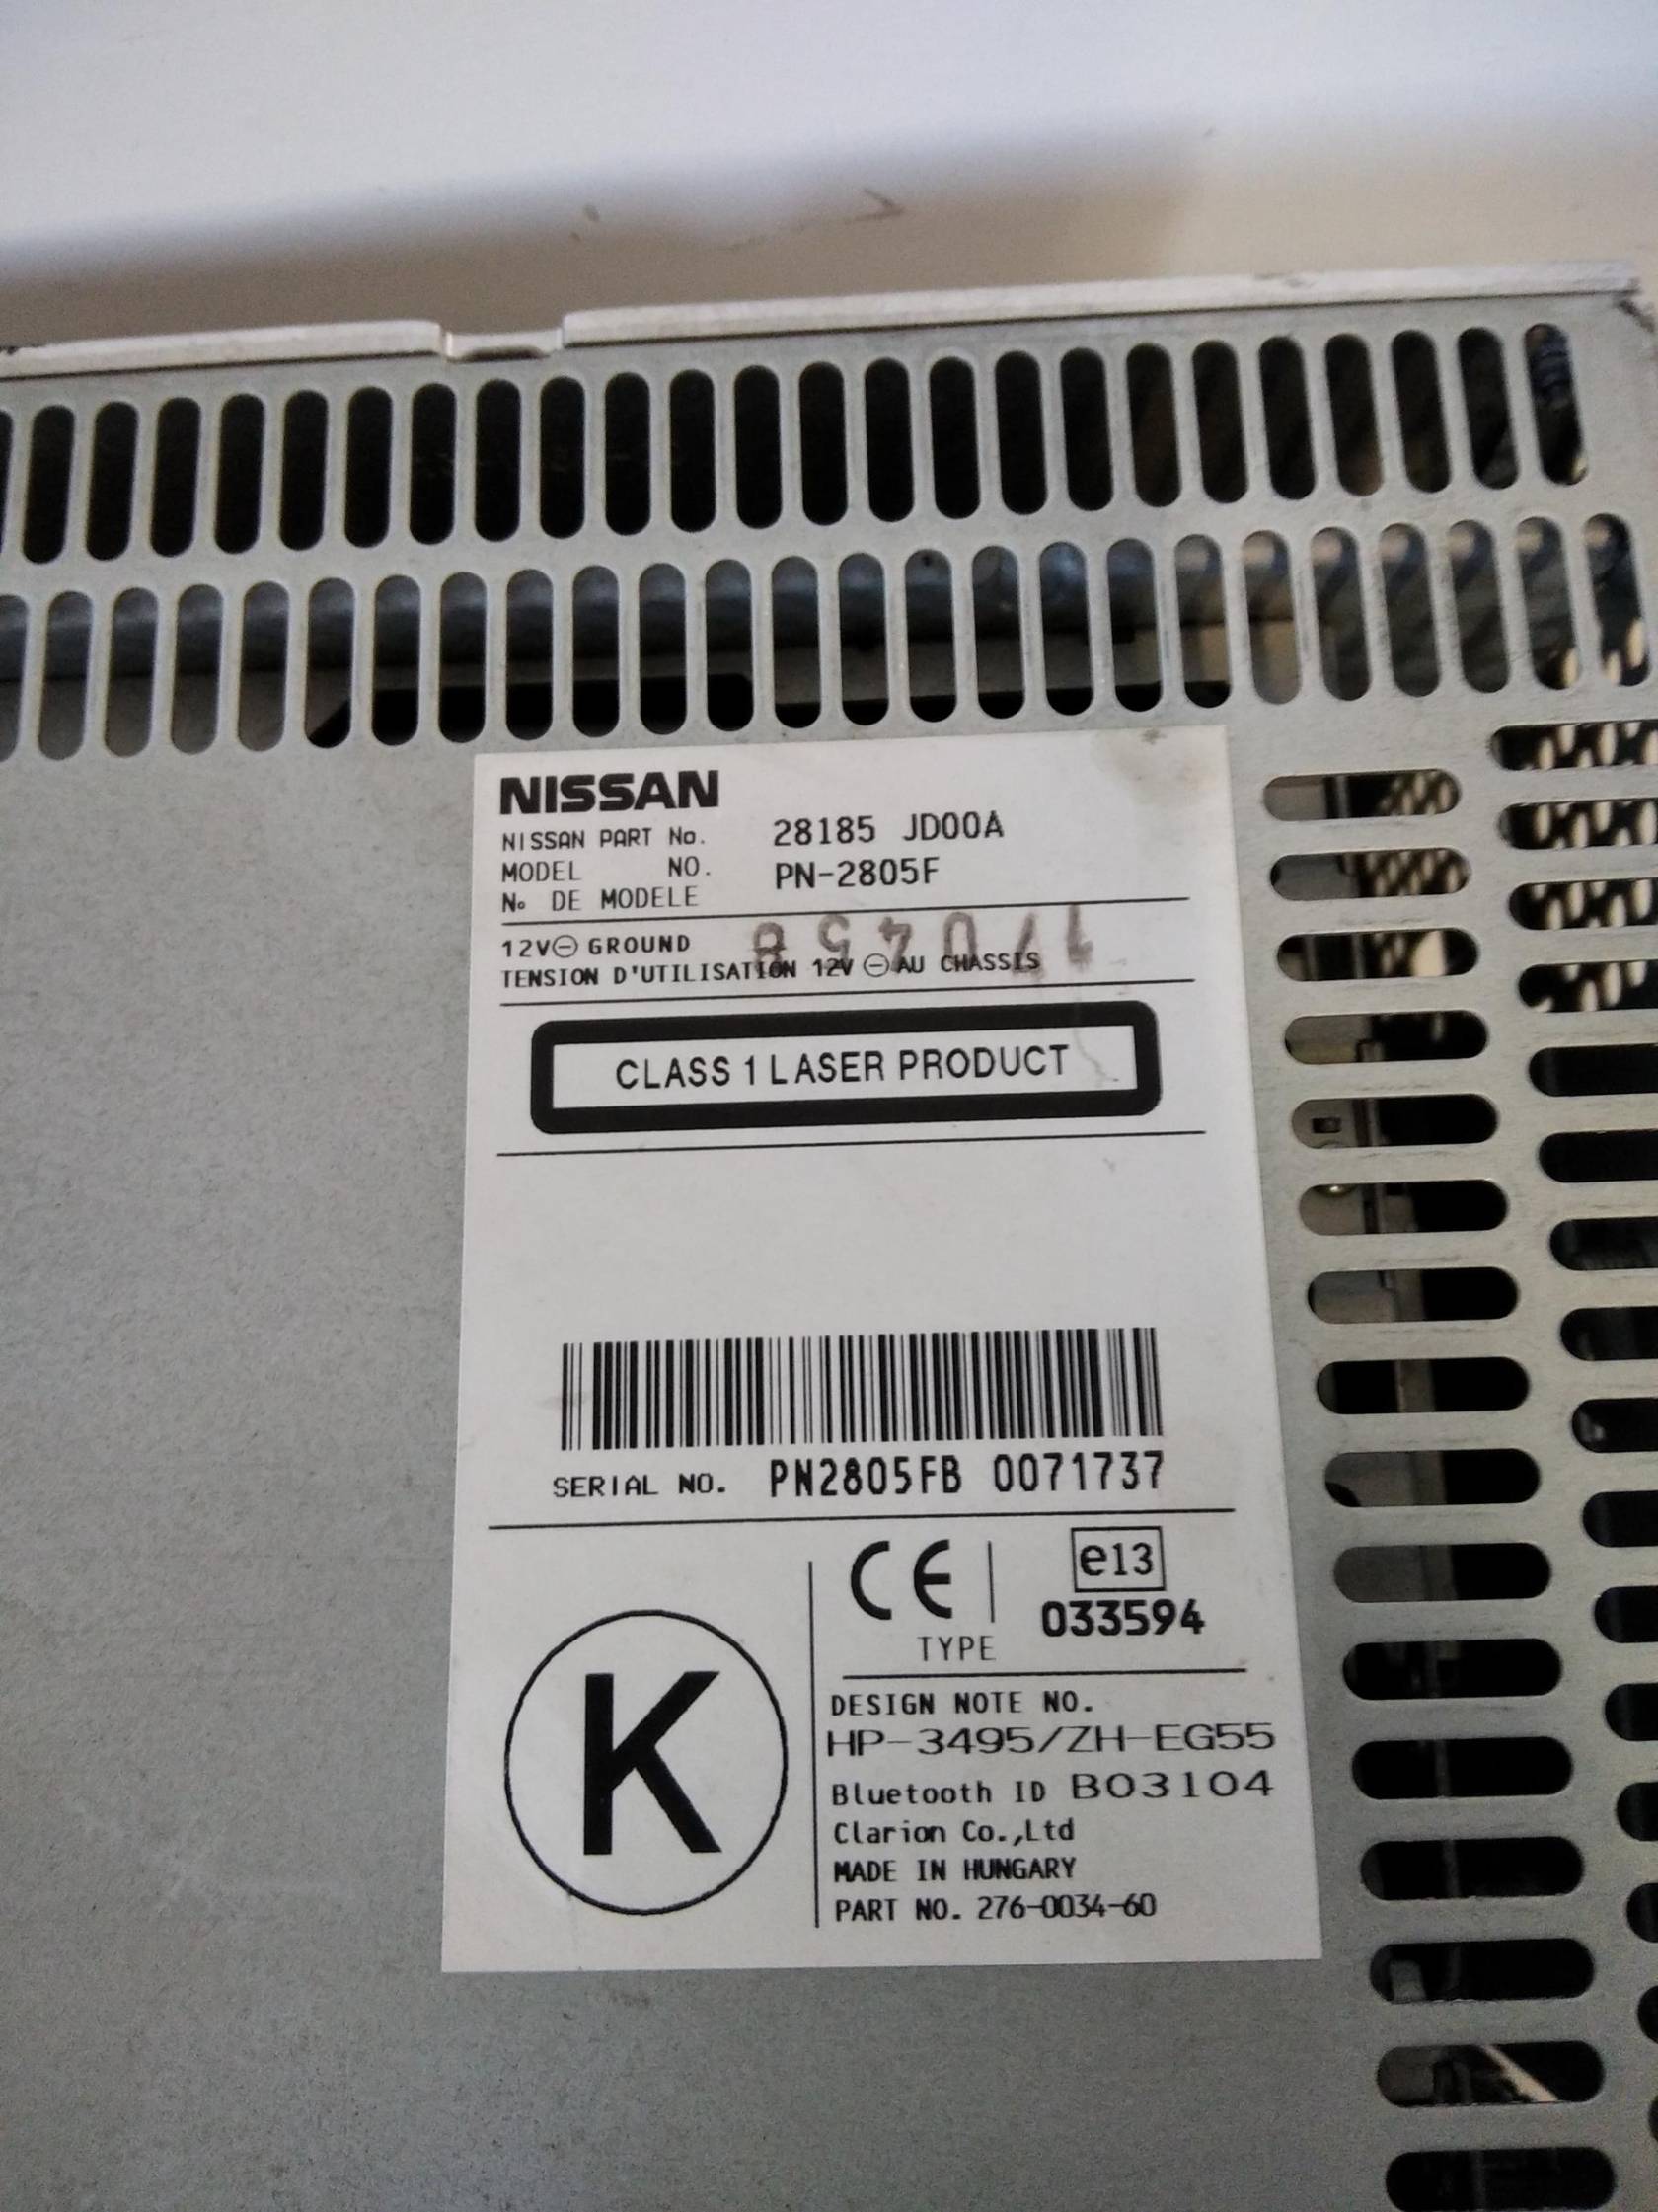 NISSAN
NISSAN PART No. 28185 JD00A
MODEL NO. PN-2805F
No DE MODELE
12V⊖ GROUND
TENSION D'UTILISATION 12V ⊖ AU CHASSIS
CLASS 1 LASER PRODUCT
SERIAL NO. PN2805FB 0071737
CE e13
TYPE 033594
K
DESIGN NOTE NO.
HP-3495/ZH-EG55
Bluetooth ID B03104
Clarion Co.,Ltd
MADE IN HUNGARY
PART NO. 276-0034-60